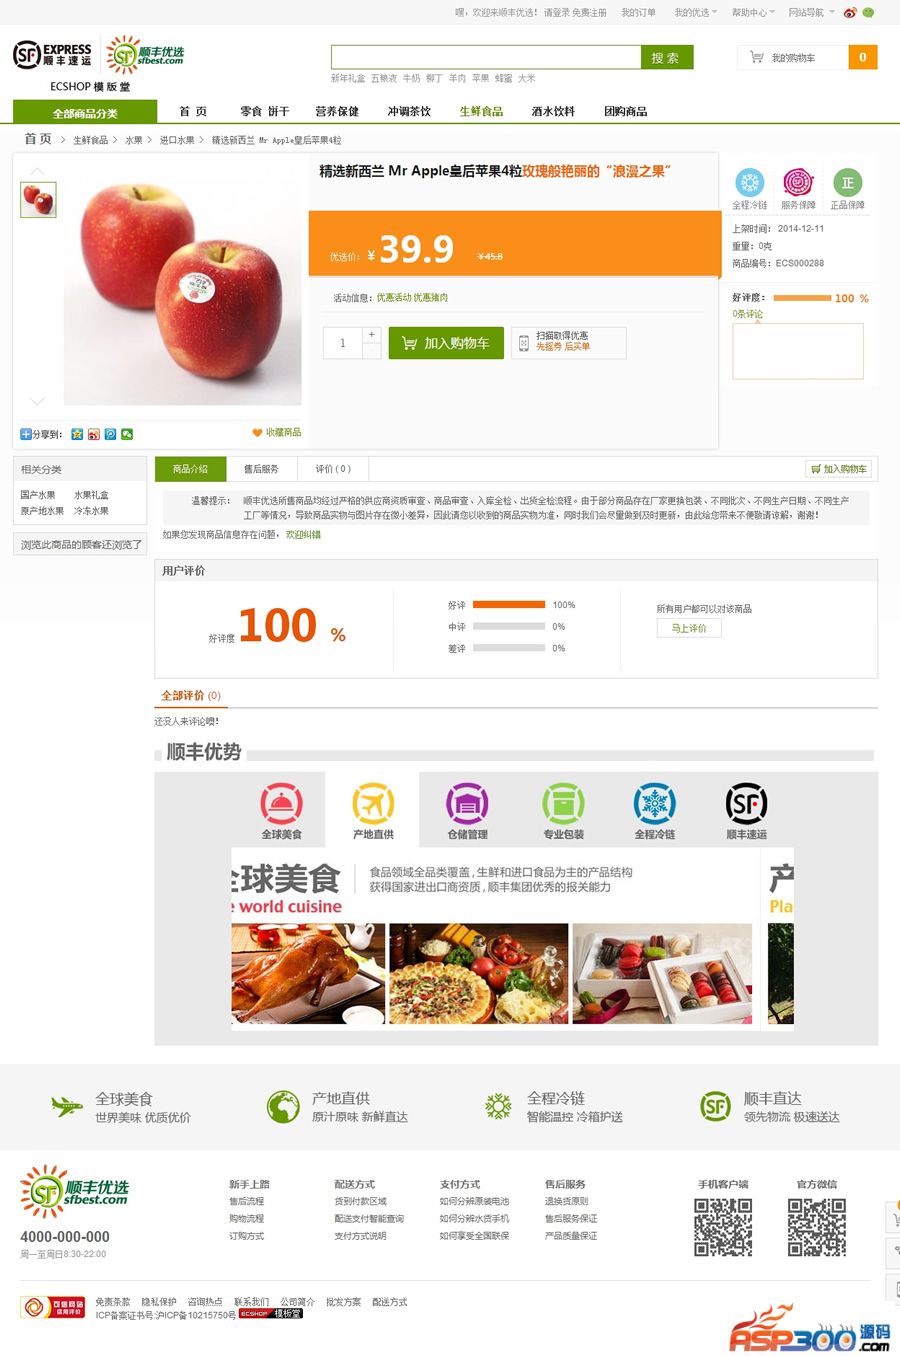 嘿，欢迎来顺丰优选！ 请登录 免费注册 我的订单 我的优选 帮助中心 网站导航
SF EXPRESS 顺丰速运
顺丰优选 sfbest.com
ECSHOP 模版堂
搜 索
我的购物车 0
新年礼盒 五粮液 牛奶 柳丁 羊肉 苹果 蜂蜜 大米
全部商品分类 首 页 零食 饼干 营养保健 冲调茶饮 生鲜食品 酒水饮料 团购商品
首 页 > 生鲜食品 > 水果 > 进口水果 > 精选新西兰 Mr Apple皇后苹果4粒
精选新西兰 Mr Apple皇后苹果4粒玫瑰般艳丽的“浪漫之果”
优选价： ¥ 39.9 ¥45.8
活动信息： 优惠活动 优惠猪肉
1 + 加入购物车
扫描取得优惠
先摇券 后买单
分享到： 收藏商品
全程冷链 服务保障 正 正品保障
上架时间： 2014-12-11
重量：0克
商品编号：ECS000288
好评度： 100 %
0条评论
相关分类
国产水果 水果礼盒
原产地水果 冷冻水果
浏览此商品的顾客还浏览了
商品介绍 售后服务 评价 ( 0 ) 加入购物车
温馨提示： 顺丰优选所售商品均经过严格的供应商资质审查、商品审查、入库全检、出货全检流程。由于部分商品存在厂家更换包装、不同批次、不同生产日期、不同生产
工厂等情况，导致商品实物与图片存在微小差异，因此请您以收到的商品实物为准，同时我们会尽量做到及时更新，由此给您带来不便敬请谅解，谢谢！
如果您发现商品信息存在问题， 欢迎纠错
用户评价
好评度 100 %
好评 100%
中评 0%
差评 0%
所有用户都可以对该商品
马上评价
全部评价 (0)
还没人来评论噢！
顺丰优势
全球美食 产地直供 仓储管理 专业包装 全程冷链 SF 顺丰速运
全球美食
e world cuisine
食品领域全品类覆盖，生鲜和进口食品为主的产品结构
获得国家进出口商资质，顺丰集团优秀的报关能力
产
Pla
全球美食
世界美味 优质优价
产地直供
原汁原味 新鲜直达
全程冷链
智能温控 冷箱护送
SF 顺丰直达
领先物流 极速送达
SF 顺丰优选 sfbest.com
4000-000-000
周一至周日8:30-22:00
新手上路
售后流程
购物流程
订购方式
配送方式
货到付款区域
配送支付智能查询
支付方式说明
支付方式
如何分辨原装电池
如何分辨水货手机
如何享受全国联保
售后服务
退换货原则
售后服务保证
产品质量保证
手机客户端 官方微信
可信网站 信用评价
免责条款 隐私保护 咨询热点 联系我们 公司简介 批发方案 配送方式
ICP备案证书号:沪ICP备10215750号 ECSHOP 模板堂
ASP300源码.com